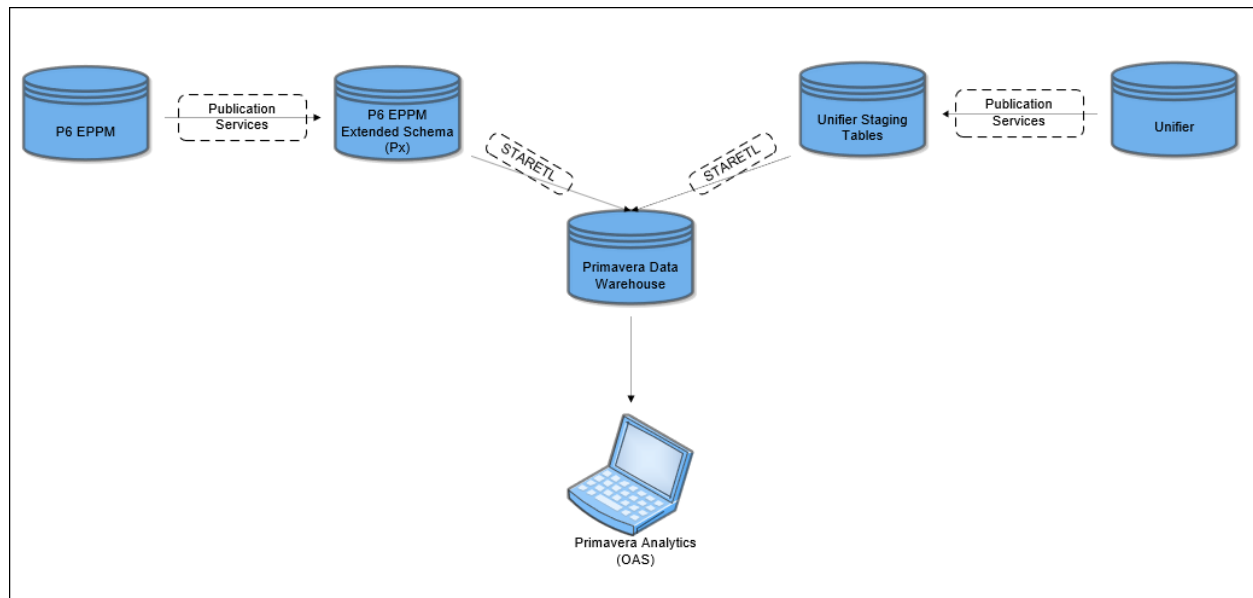 P6 EPPM
Publication
Services
P6 EPPM
Extended Schema
(Px)
Unifier Staging
Tables
Publication
Services
Unifier
STARETL
STARETL
Primavera Data
Warehouse
Primavera Analytics
(OAS)